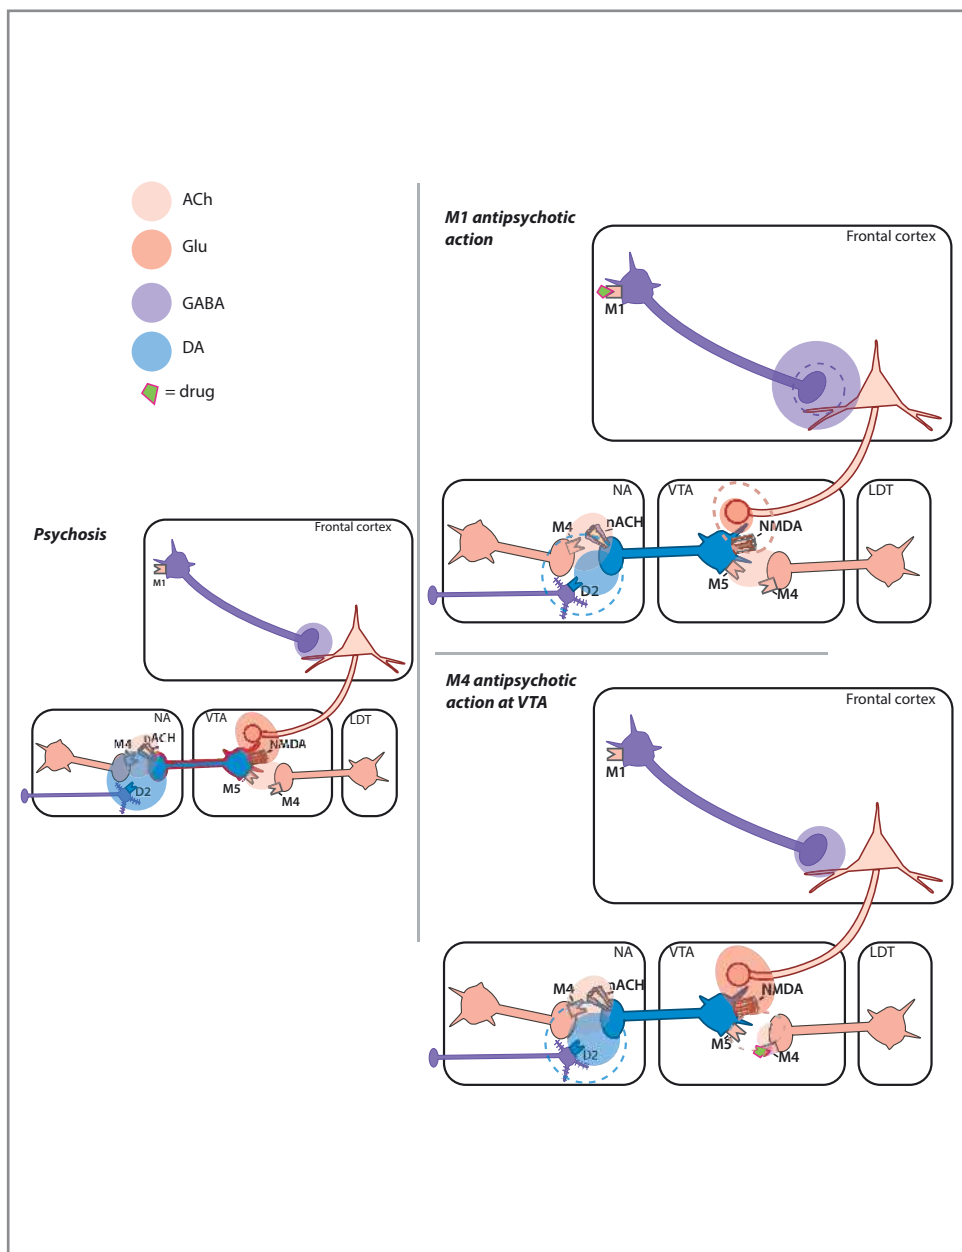 ACh
Glu
GABA
DA
= drug
Psychosis
Frontal cortex
M1
NA
VTA
LDT
M4
nACH
NMDA
D2
M5
M4
M1 antipsychotic
action
Frontal cortex
M1
NA
VTA
LDT
M4
nACH
NMDA
D2
M5
M4
M4 antipsychotic
action at VTA
Frontal cortex
M1
NA
VTA
LDT
M4
nACH
NMDA
D2
M5
M4